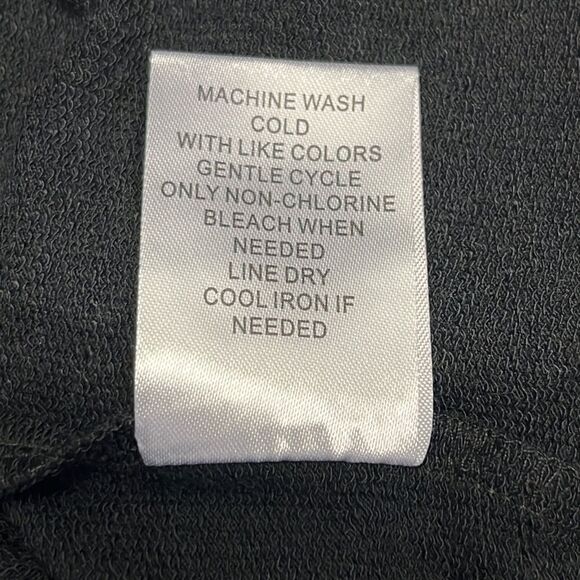 MACHINE WASH
COLD
WITH LIKE COLORS
GENTLE CYCLE
ONLY NON-CHLORINE
BLEACH WHEN
NEEDED
LINE DRY
COOL IRON IF
NEEDED